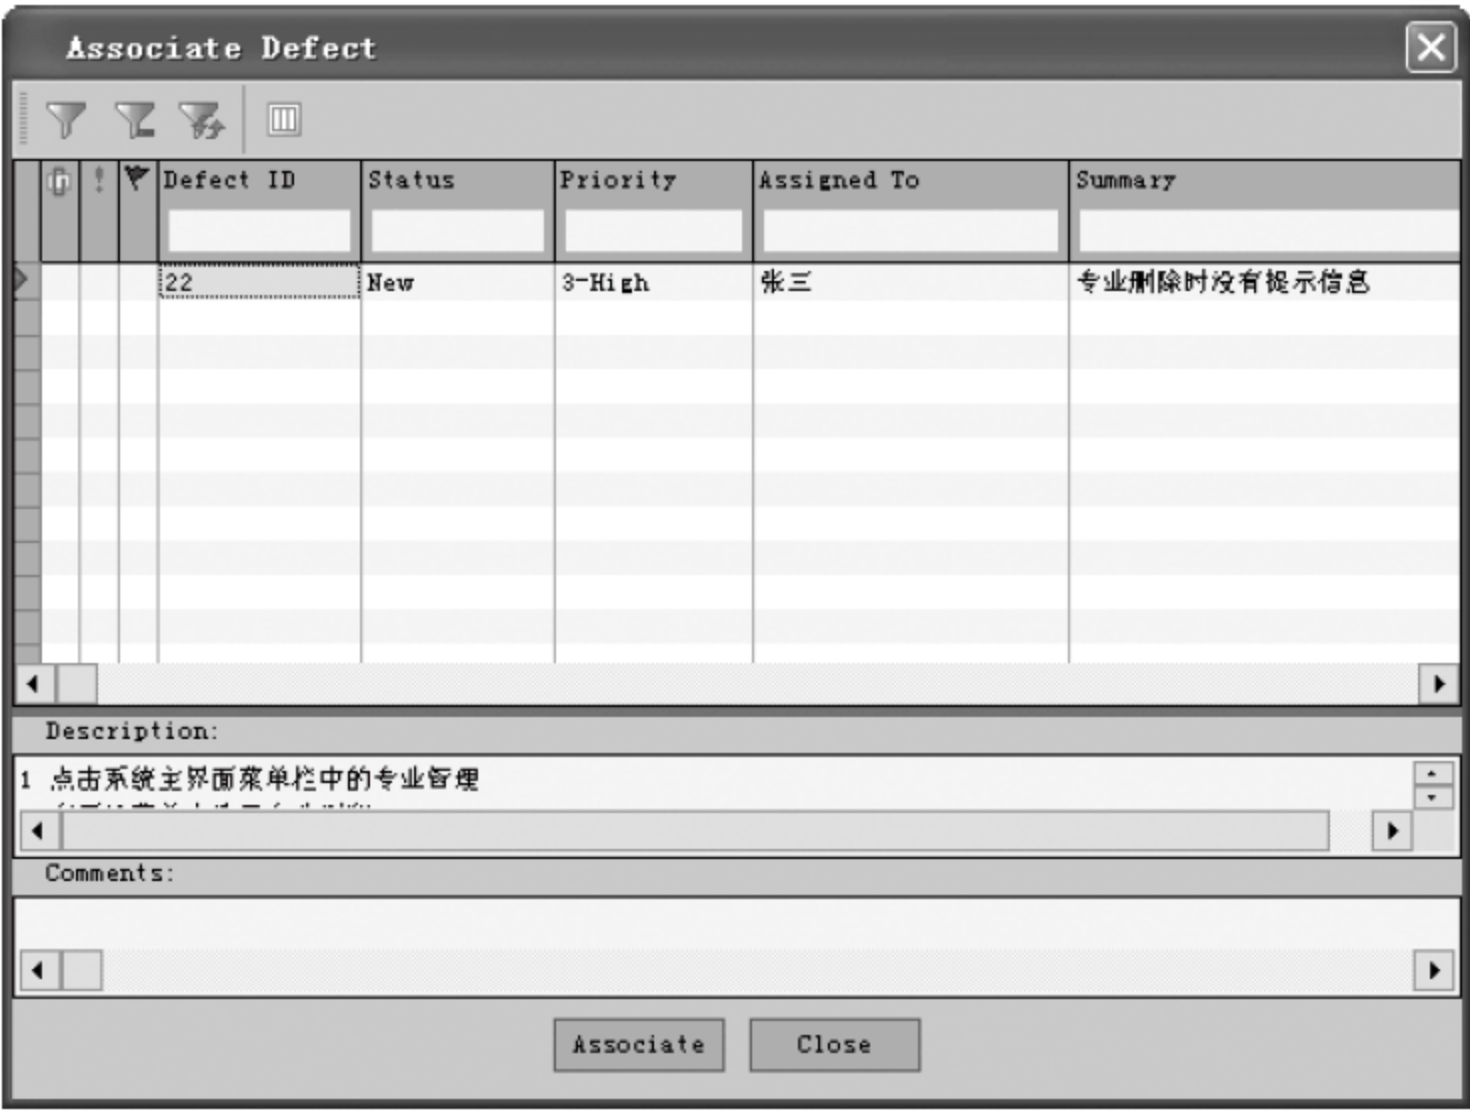 Associate Defect
! Defect ID Status Priority Assigned To Summary
22 New 3-High 张三 专业删除时没有提示信息
Description:
1 点击系统主界面菜单栏中的专业管理
Comments:
Associate Close